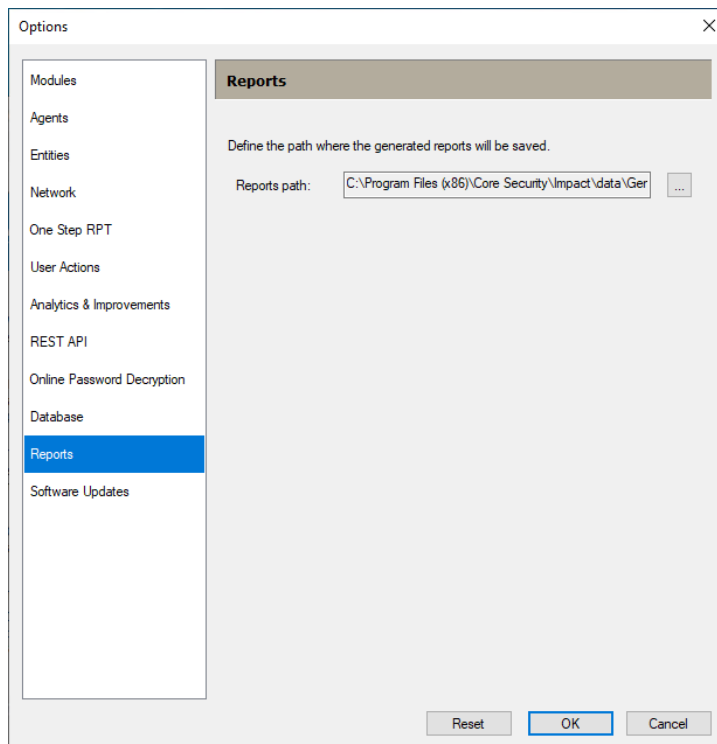 Options
Modules
Agents
Entities
Network
One Step RPT
User Actions
Analytics & Improvements
REST API
Online Password Decryption
Database
Reports
Software Updates
Reports
Define the path where the generated reports will be saved.
Reports path: C:\Program Files (x86)\Core Security\Impact\data\Ger ...
Reset OK Cancel